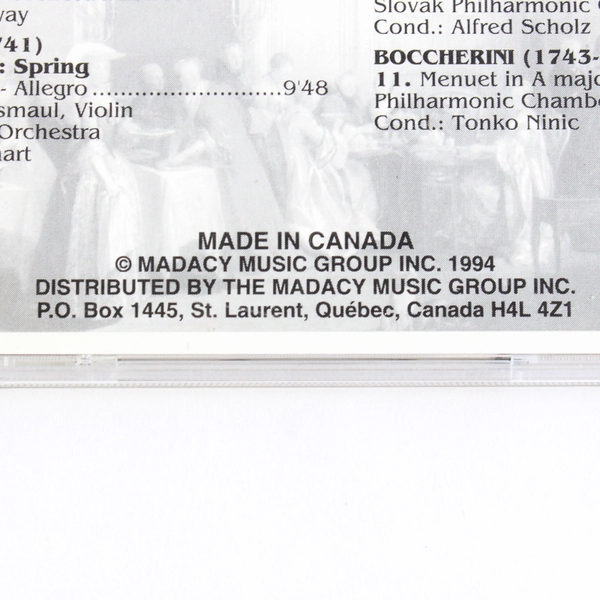 way
741)
: Spring
- Allegro..............................9'48
smaul, Violin
Orchestra
art
Slovak Philharmonic
Cond.: Alfred Scholz
BOCCHERINI (1743-
11. Menuet in A majo
Philharmonic Chambe
Cond.: Tonko Ninic
MADE IN CANADA
© MADACY MUSIC GROUP INC. 1994
DISTRIBUTED BY THE MADACY MUSIC GROUP INC.
P.O. Box 1445, St. Laurent, Québec, Canada H4L 4Z1